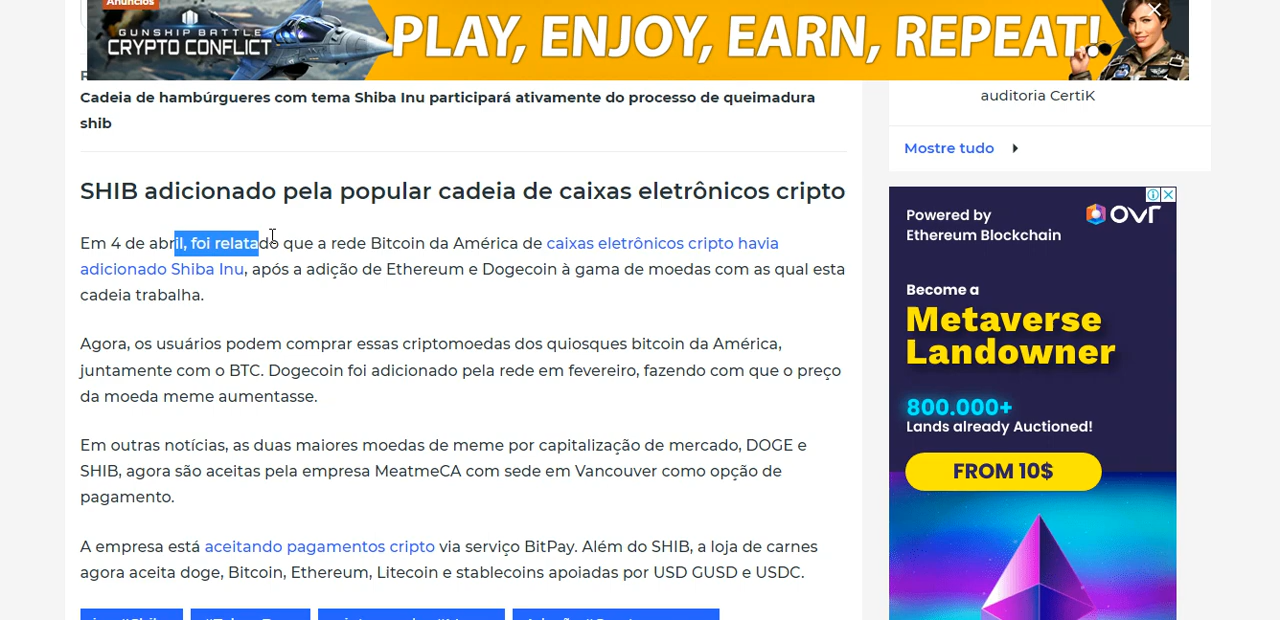 Anúncios
GUNSHIP BATTLE
CRYPTO CONFLICT
PLAY, ENJOY, EARN, REPEAT!
Cadeia de hambúrgueres com tema Shiba Inu participará ativamente do processo de queimadura
shib
SHIB adicionado pela popular cadeia de caixas eletrônicos cripto
Em 4 de abril, foi relatado que a rede Bitcoin da América de caixas eletrônicos cripto havia
adicionado Shiba Inu, após a adição de Ethereum e Dogecoin à gama de moedas com as qual esta
cadeia trabalha.
Agora, os usuários podem comprar essas criptomoedas dos quiosques bitcoin da América,
juntamente com o BTC. Dogecoin foi adicionado pela rede em fevereiro, fazendo com que o preço
da moeda meme aumentasse.
Em outras notícias, as duas maiores moedas de meme por capitalização de mercado, DOGE e
SHIB, agora são aceitas pela empresa MeatmeCA com sede em Vancouver como opção de
pagamento.
A empresa está aceitando pagamentos cripto via serviço BitPay. Além do SHIB, a loja de carnes
agora aceita doge, Bitcoin, Ethereum, Litecoin e stablecoins apoiadas por USD GUSD e USDC.
auditoria CertiK
Mostre tudo
Powered by
Ethereum Blockchain
OVR
Become a
Metaverse
Landowner
800.000+
Lands already Auctioned!
FROM 10$